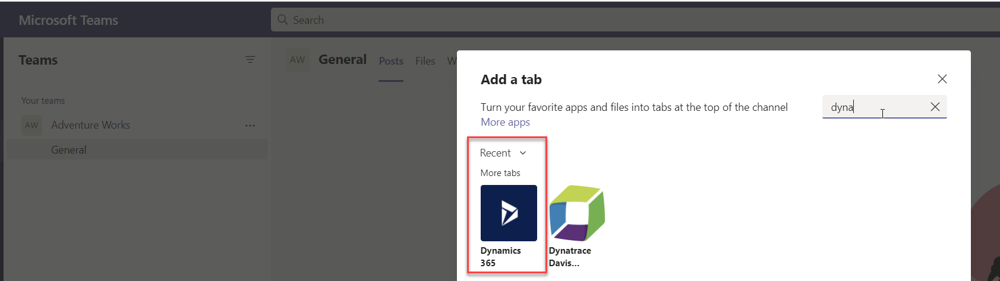 Microsoft Teams
Search
Teams
Your teams
AW Adventure Works ...
General
AW General Posts Files W
Add a tab
Turn your favorite apps and files into tabs at the top of the channel
More apps
dyna
Recent
More tabs
Dynamics
365
Dynatrace
Davis...